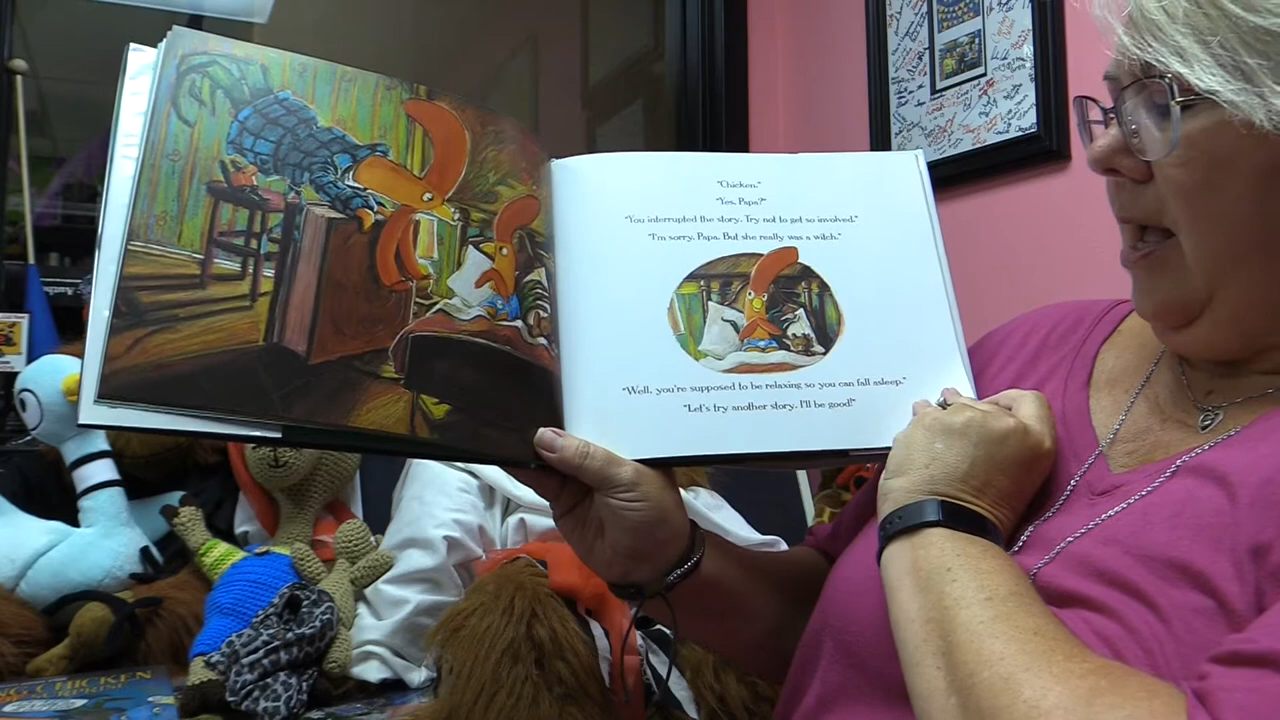 "Chicken."
"Yes, Papa?"
"You interrupted the story. Try not to get so involved."
"I'm sorry, Papa. But she really was a witch."
"Well, you're supposed to be relaxing so you can fall asleep."
"Let's try another story. I'll be good!"
CHICKEN